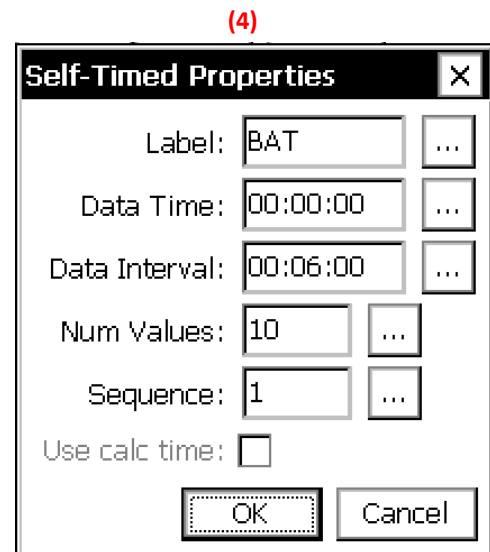 (4)
Self-Timed Properties
Label: BAT ...
Data Time: 00:00:00 ...
Data Interval: 00:06:00 ...
Num Values: 10 ...
Sequence: 1 ...
Use calc time:
OK Cancel